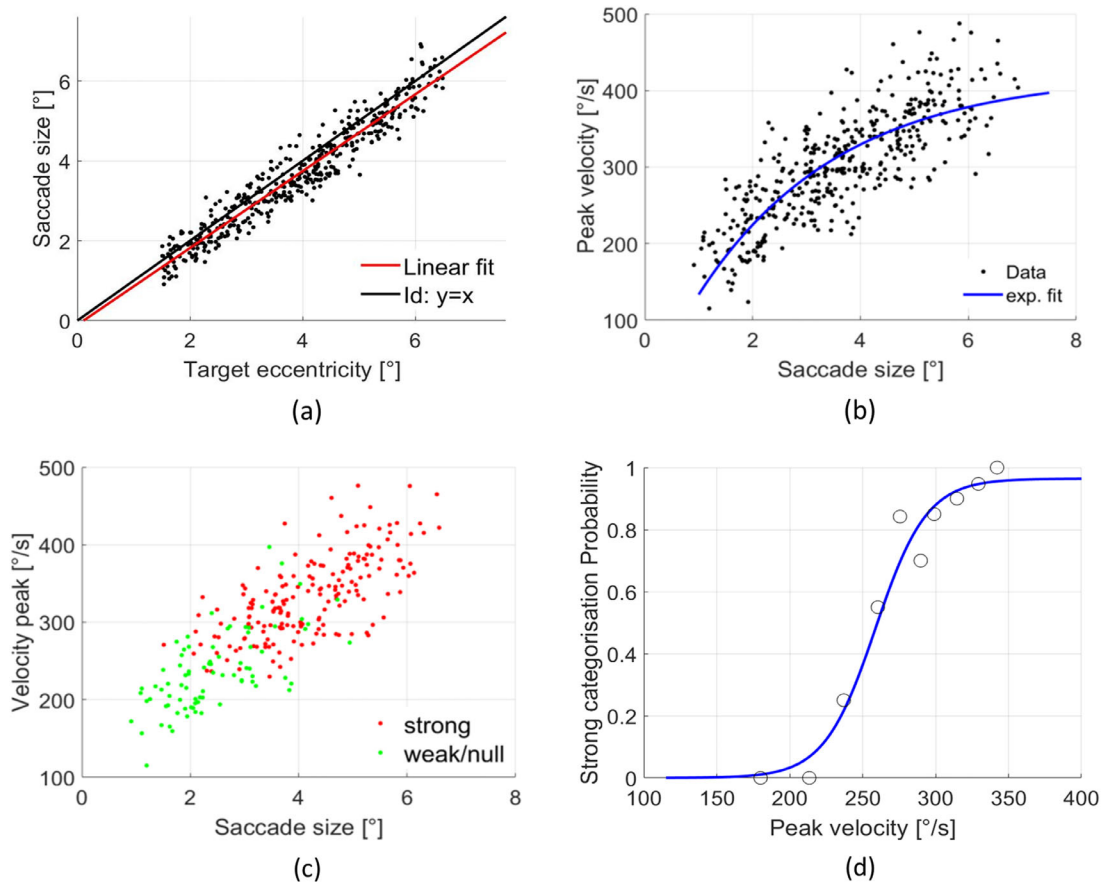 Saccade size [°]
6
4
2
0
0 2 4 6
Target eccentricity [°]
Linear fit
Id: y=x
(a)
Peak velocity [°/s]
500
400
300
200
100
0 2 4 6 8
Saccade size [°]
Data
exp. fit
(b)
Velocity peak [°/s]
500
400
300
200
100
0 2 4 6 8
Saccade size [°]
strong
weak/null
(c)
Strong categorisation Probability
1
0.8
0.6
0.4
0.2
0
100 150 200 250 300 350 400
Peak velocity [°/s]
(d)